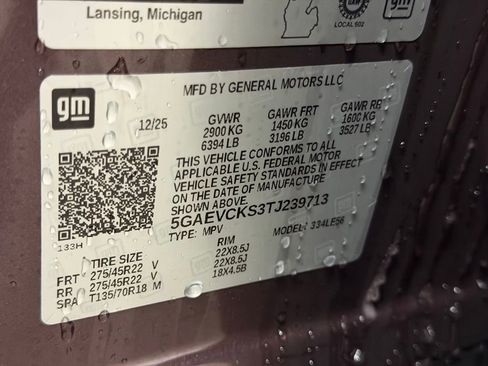 Lansing, Michigan
LOCAL 602
gm
gm
MFD BY GENERAL MOTORS LLC
12/25 GVWR GAWR FRT GAWR RR
2900 KG 1450 KG 1600 KG
6394 LB 3196 LB 3527 LB
THIS VEHICLE CONFORMS TO ALL
APPLICABLE U.S. FEDERAL MOTOR
VEHICLE SAFETY STANDARDS IN EFFECT
ON THE DATE OF MANUFACTURE
SHOWN ABOVE.
5GAEVCKS3TJ239713
TYPE: MPV MODEL: 334LE56
133H
TIRE SIZE RIM
FRT 275/45R22 V 22X8.5J
RR 275/45R22 V 22X8.5J
SPA T135/70R18 M 18X4.5B